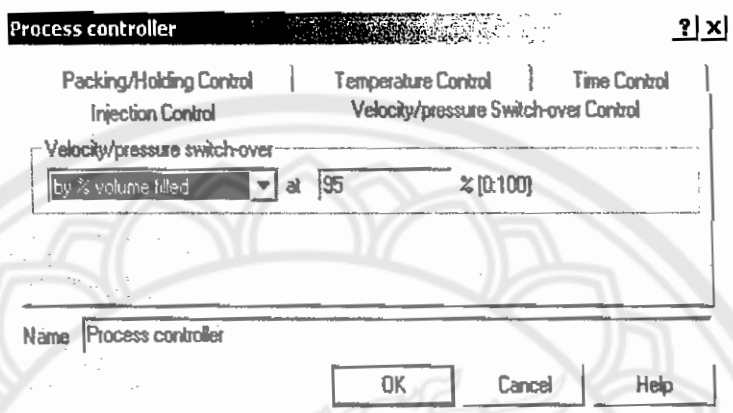 Process controller ? x
Packing/Holding Control Temperature Control Time Control
Injection Control Velocity/pressure Switch-over Control
Velocity/pressure switch-over
by % volume filled at 95 % [0:100]
Name Process controller
OK Cancel Help